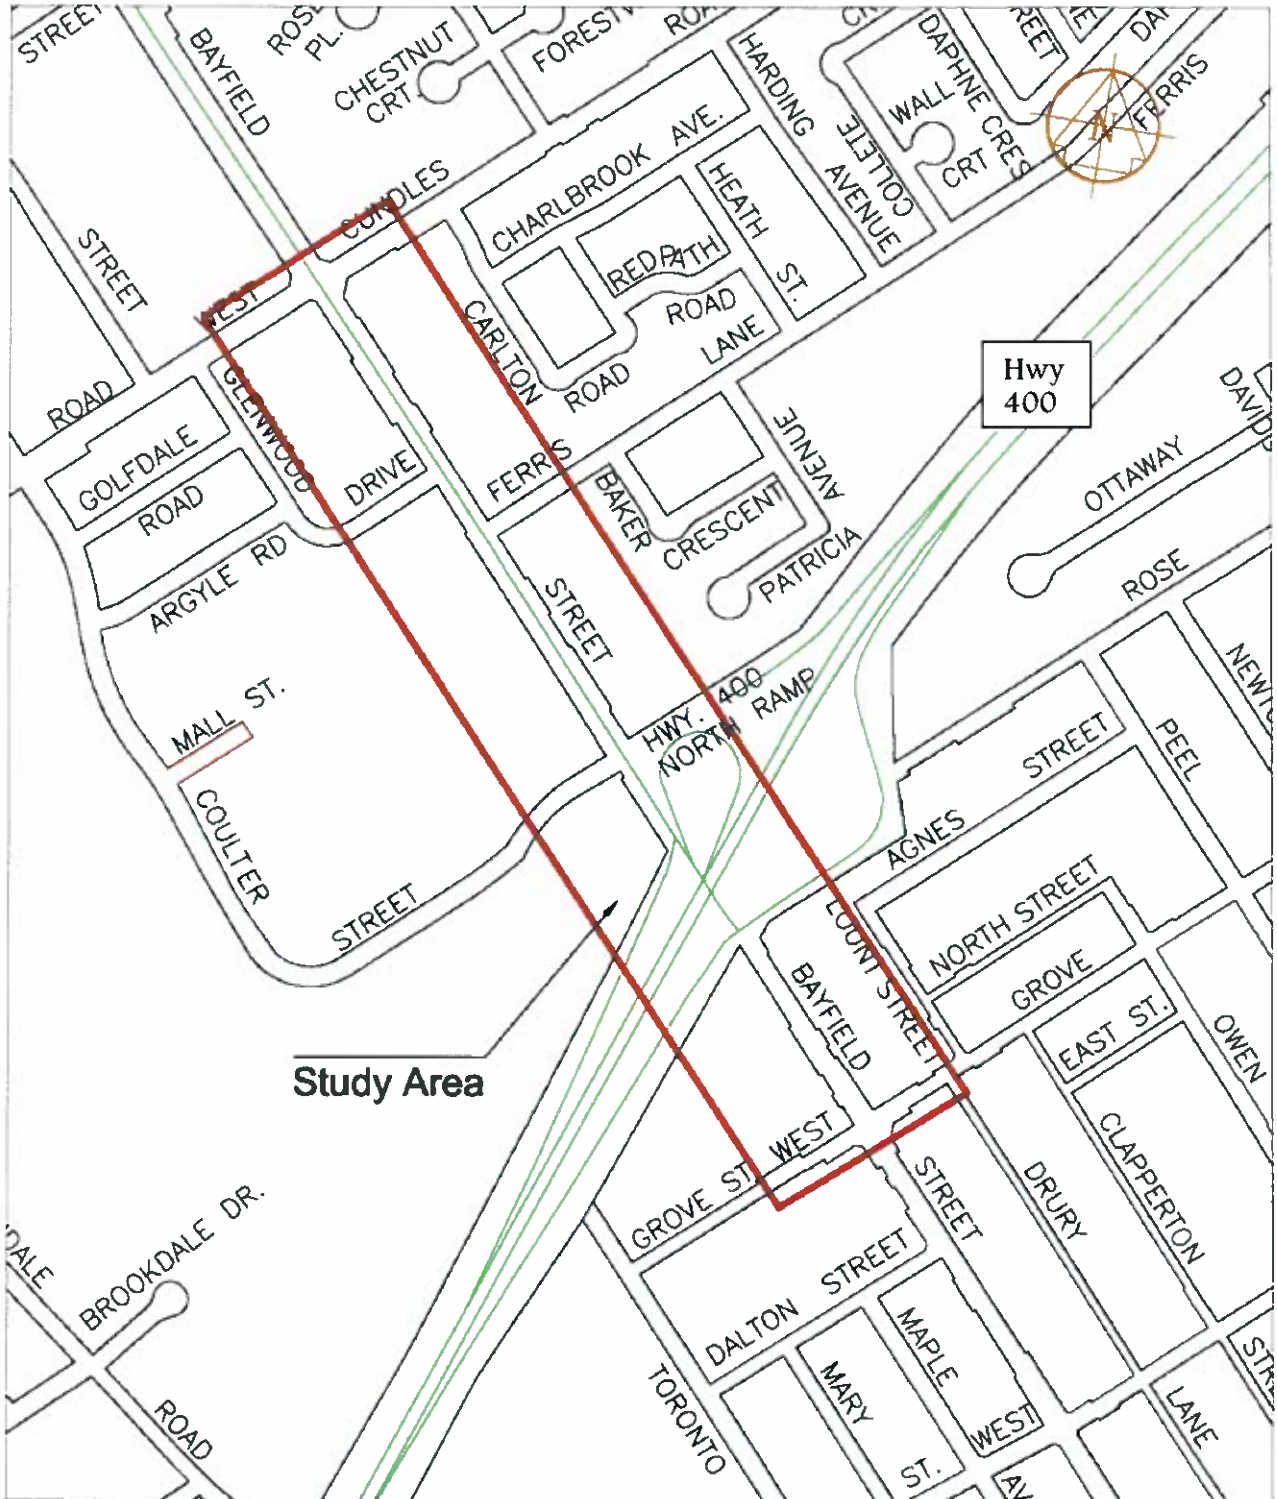 STREET
BAYFIELD
PL.
CHESTNUT
CRT
HARDING
AVENUE
COLLETE
WALL
CRT
DAPHNE CRES
STREET
FERRIS
N
CUNDLES
WEST
CHARLBROOK AVE.
HEATH
ST.
REDPATH
ROAD
ROAD
LANE
CARLTON
FERRIS
STREET
ROAD
GLENWOOD
DRIVE
GOLFDALE
ROAD
ARGYLE RD
BAKER
CRESCENT
AVENUE
PATRICIA
Hwy
400
OTTAWAY
ROSE
STREET
MALL ST.
COULTER
STREET
HWY. 400
NORTH RAMP
STREET
PEEL
AGNES
NORTH STREET
GROVE
EAST ST.
OWEN
LOUNT STREET
BAYFIELD
Study Area
WEST
GROVE ST.
STREET
DRURY
CLAPPERTON
BROOKDALE DR.
ROAD
DALTON STREET
TORONTO
MARY
ST.
MAPLE
WEST
LANE